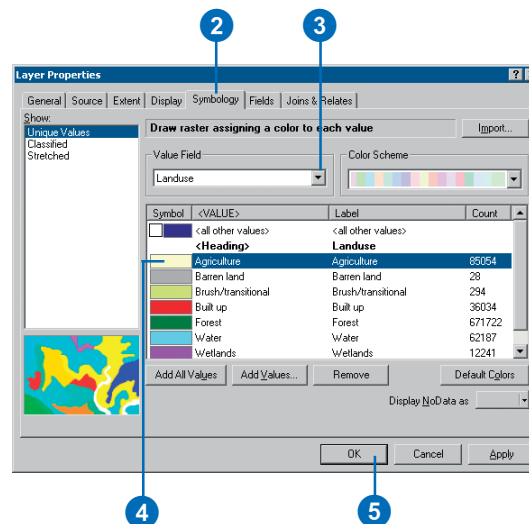 2 3
Layer Properties ?
General Source Extent Display Symbology Fields Joins & Relates
Show:
Unique Values
Classified
Stretched
Draw raster assigning a color to each value
Import...
Value Field
Landuse
Color Scheme
Symbol <VALUE> Label Count
<all other values> <all other values>
<Heading> Landuse
Agriculture Agriculture 85054
Barren land Barren land 28
Brush/transitional Brush/transitional 294
Built up Built up 36034
Forest Forest 671722
Water Water 62187
Wetlands Wetlands 12241
Add All Values Add Values... Remove Default Colors
Display NoData as
OK Cancel Apply
4 5